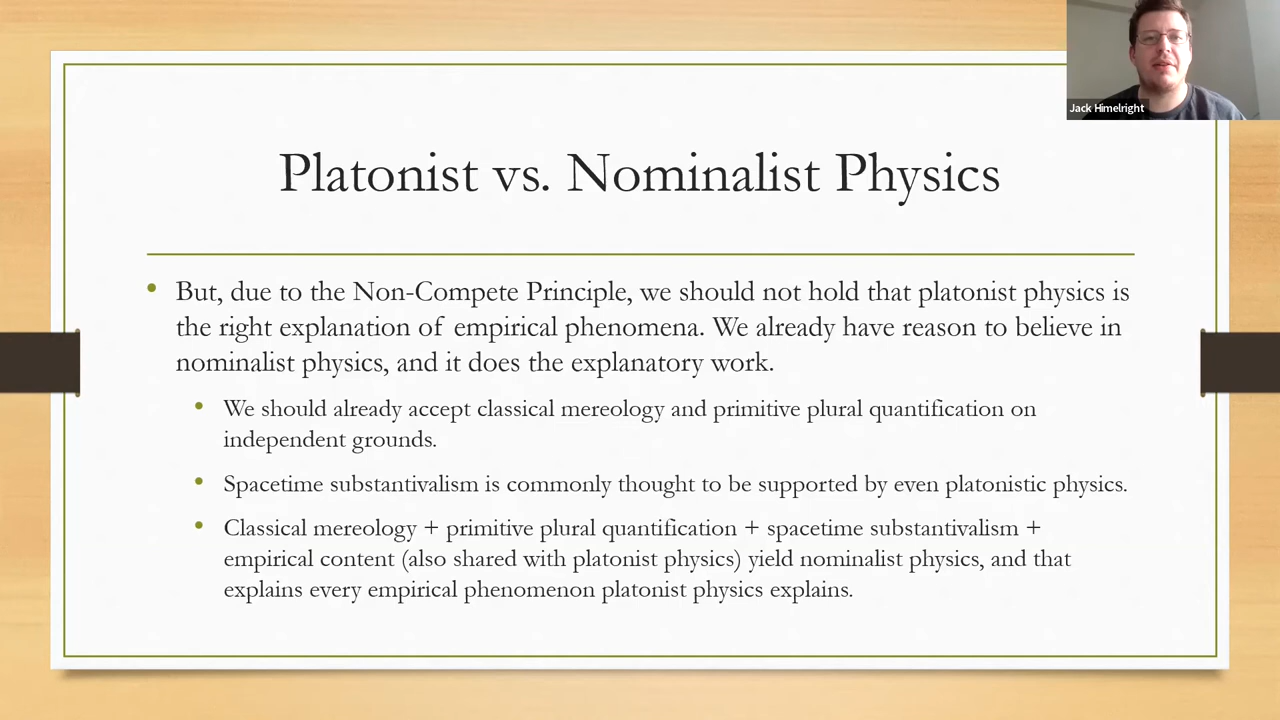 Jack Himelright
Platonist vs. Nominalist Physics
• But, due to the Non-Compete Principle, we should not hold that platonist physics is
the right explanation of empirical phenomena. We already have reason to believe in
nominalist physics, and it does the explanatory work.
• We should already accept classical mereology and primitive plural quantification on
independent grounds.
• Spacetime substantivalism is commonly thought to be supported by even platonistic physics.
• Classical mereology + primitive plural quantification + spacetime substantivalism +
empirical content (also shared with platonist physics) yield nominalist physics, and that
explains every empirical phenomenon platonist physics explains.